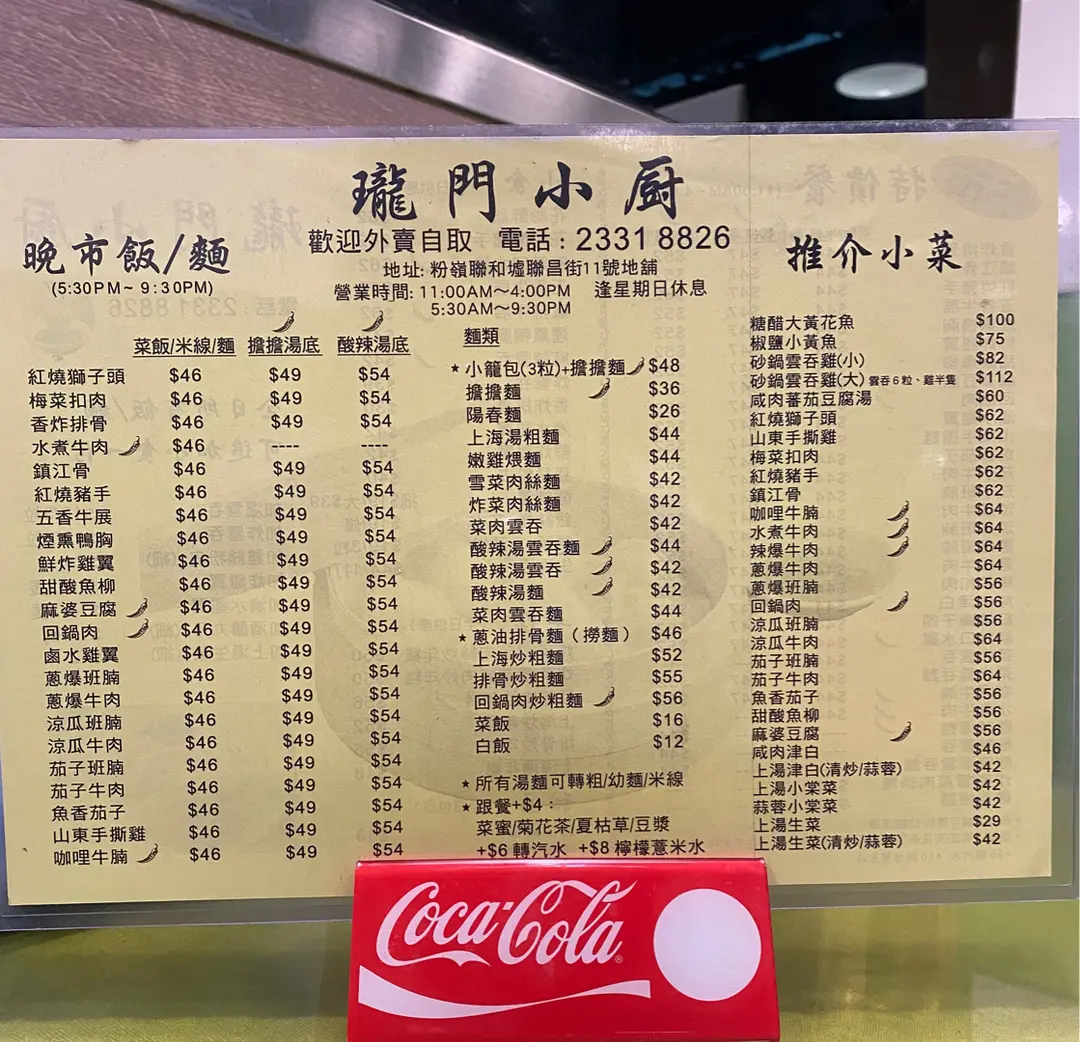 瓏門小厨
歡迎外賣自取 電話 : 2331 8826
地址: 粉嶺聯和墟聯昌街11號地舖
營業時間: 11:00AM～4:00PM 逢星期日休息
5:30AM～9:30PM
晚市飯/麵
(5:30PM~ 9:30PM)
菜飯/米線/麵 擔擔湯底 酸辣湯底
紅燒獅子頭 $46 $49 $54
梅菜扣肉 $46 $49 $54
香炸排骨 $46 $49 $54
水煮牛肉 $46 ---- ---
鎮江骨 $46 $49 $54
紅燒豬手 $46 $49 $54
五香牛展 $46 $49 $54
煙熏鴨胸 $46 $49 $54
鮮炸雞翼 $46 $49 $54
甜酸魚柳 $46 $49 $54
麻婆豆腐 $46 $49 $54
回鍋肉 $46 $49 $54
鹵水雞翼 $46 $49 $54
蔥爆班腩 $46 $49 $54
蔥爆牛肉 $46 $49 $54
涼瓜班腩 $46 $49 $54
涼瓜牛肉 $46 $49 $54
茄子班腩 $46 $49 $54
茄子牛肉 $46 $49 $54
魚香茄子 $46 $49 $54
山東手撕雞 $46 $49 $54
咖哩牛腩 $46 $49 $54
麵類
★小籠包(3粒)+擔擔麵 $48
擔擔麵 $36
陽春麵 $26
上海湯粗麵 $44
嫩雞煨麵 $44
雪菜肉絲麵 $42
炸菜肉絲麵 $42
菜肉雲吞 $42
酸辣湯雲吞麵 $44
酸辣湯雲吞 $42
酸辣湯麵 $42
菜肉雲吞麵 $44
★蔥油排骨麵（撈麵） $46
上海炒粗麵 $52
排骨炒粗麵 $55
回鍋肉炒粗麵 $56
菜飯 $16
白飯 $12
★所有湯麵可轉粗/幼麵/米線
★跟餐+$4 :
菜蜜/菊花茶/夏枯草/豆漿
+$6 轉汽水 +$8 檸檬薏米水
推介小菜
糖醋大黃花魚 $100
椒鹽小黃魚 $75
砂鍋雲吞雞(小) $82
砂鍋雲吞雞(大) 雲吞6粒、雞半隻 $112
咸肉蕃茄豆腐湯 $60
紅燒獅子頭 $62
山東手撕雞 $62
梅菜扣肉 $62
紅燒豬手 $62
鎮江骨 $62
咖哩牛腩 $64
水煮牛肉 $64
辣爆牛肉 $64
蔥爆牛肉 $64
蔥爆班腩 $56
回鍋肉 $56
涼瓜班腩 $56
涼瓜牛肉 $64
茄子班腩 $56
茄子牛肉 $64
魚香茄子 $56
甜酸魚柳 $56
麻婆豆腐 $56
咸肉津白 $46
上湯津白(清炒/蒜蓉) $42
上湯小棠菜 $42
蒜蓉小棠菜 $42
上湯生菜 $29
上湯生菜(清炒/蒜蓉) $42
Coca-Cola